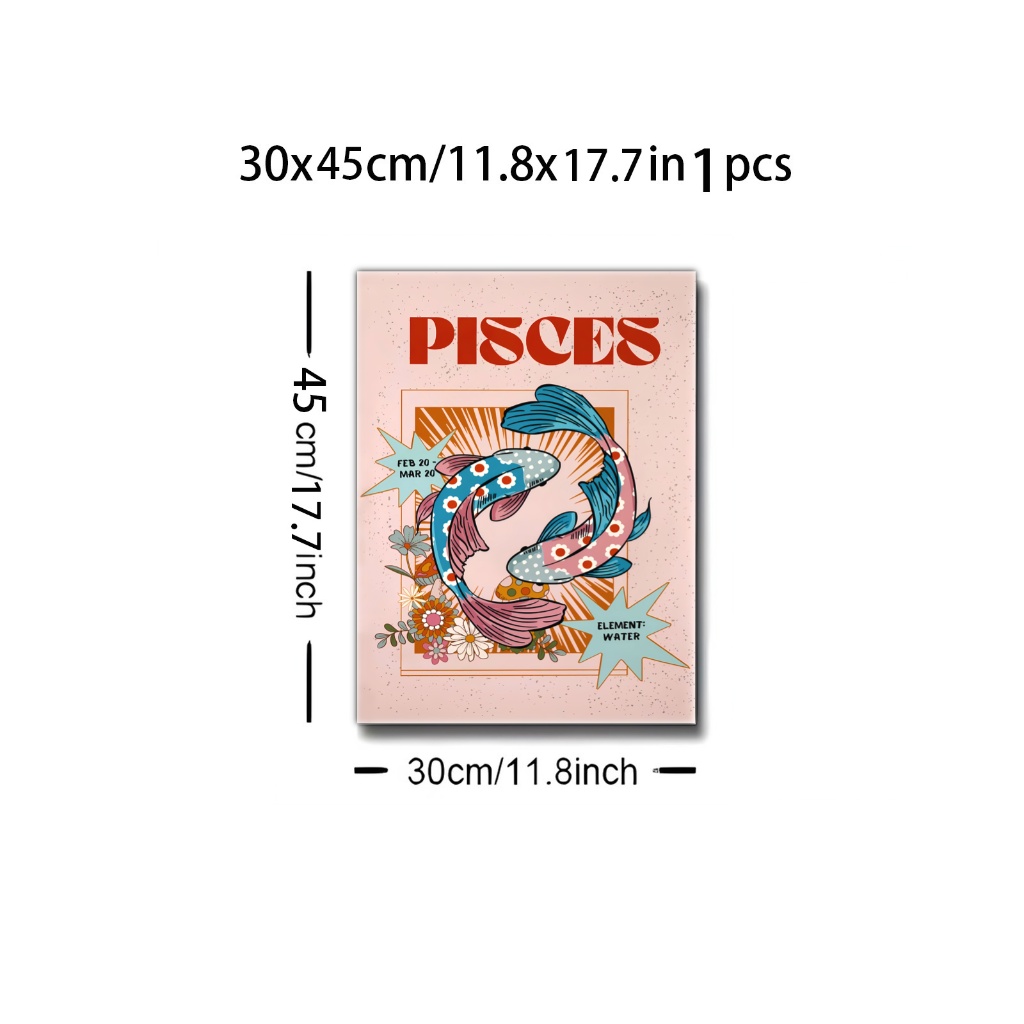 30x45cm/11.8x17.7in 1 pcs
PISCES
FEB 20 -
MAR 20
45 cm/17.7inch
ELEMENT:
WATER
30cm/11.8inch